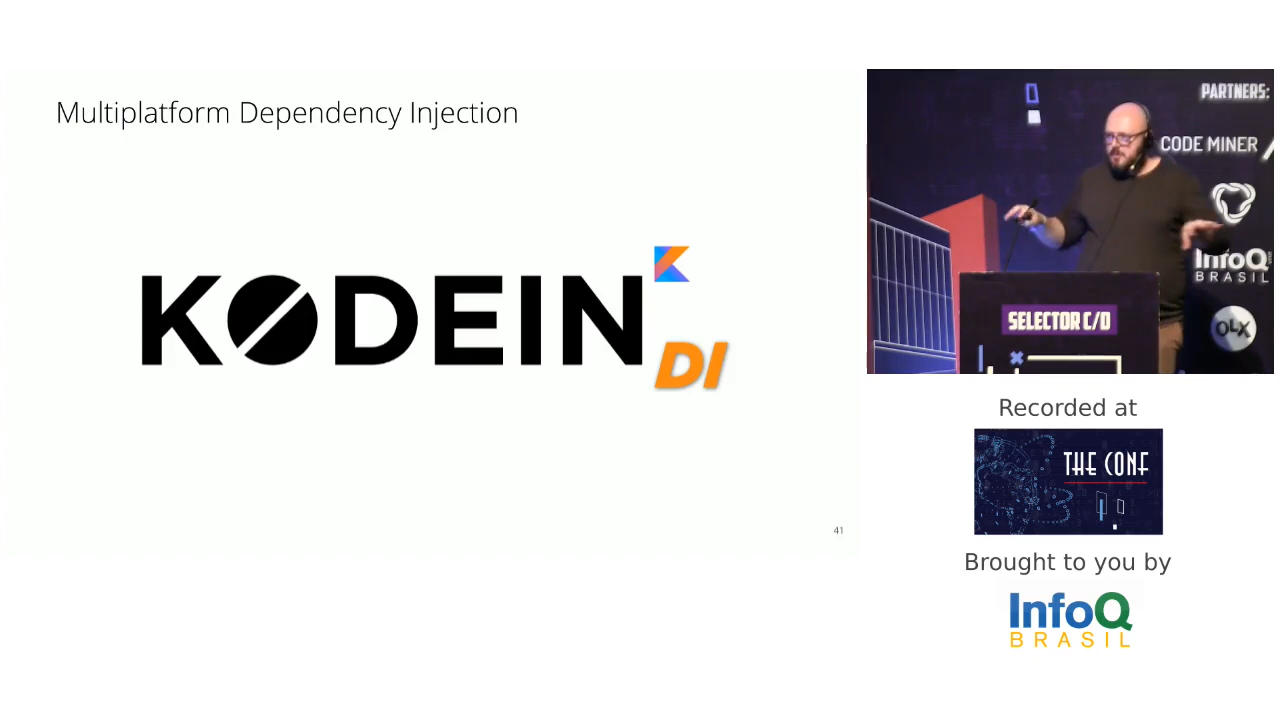 Multiplatform Dependency Injection
KODEIN
DI
41
PARTNERS:
CODE MINER
InfoQ
BRASIL
OLX
SELECTOR C/D
Recorded at
THE CONF
Brought to you by
InfoQ
BRASIL